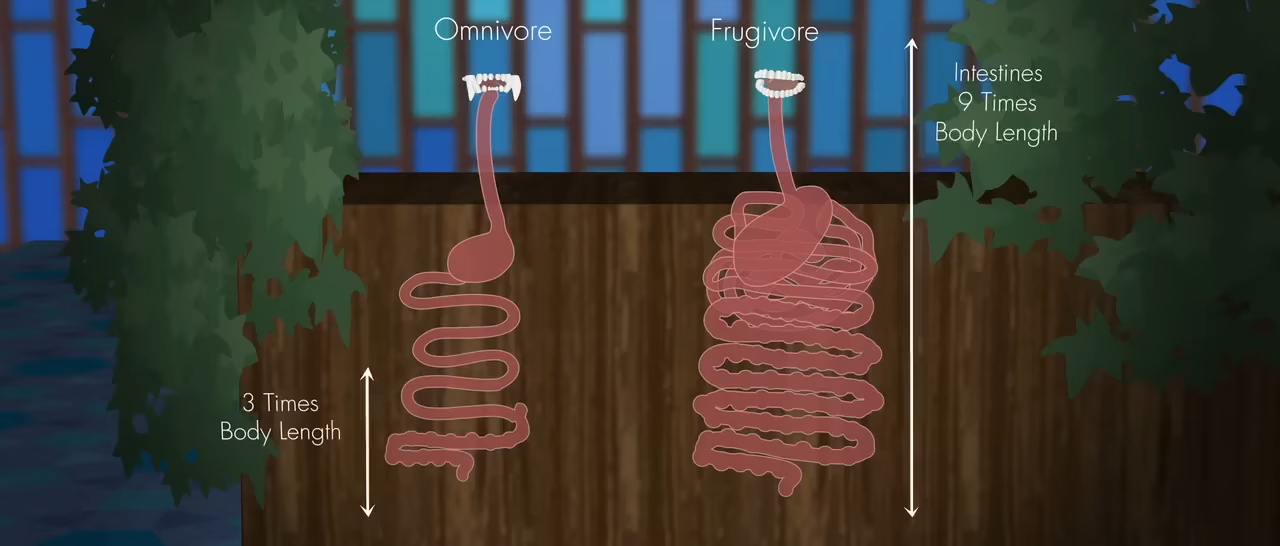 Omnivore
Frugivore
Intestines
9 Times
Body Length
3 Times
Body Length